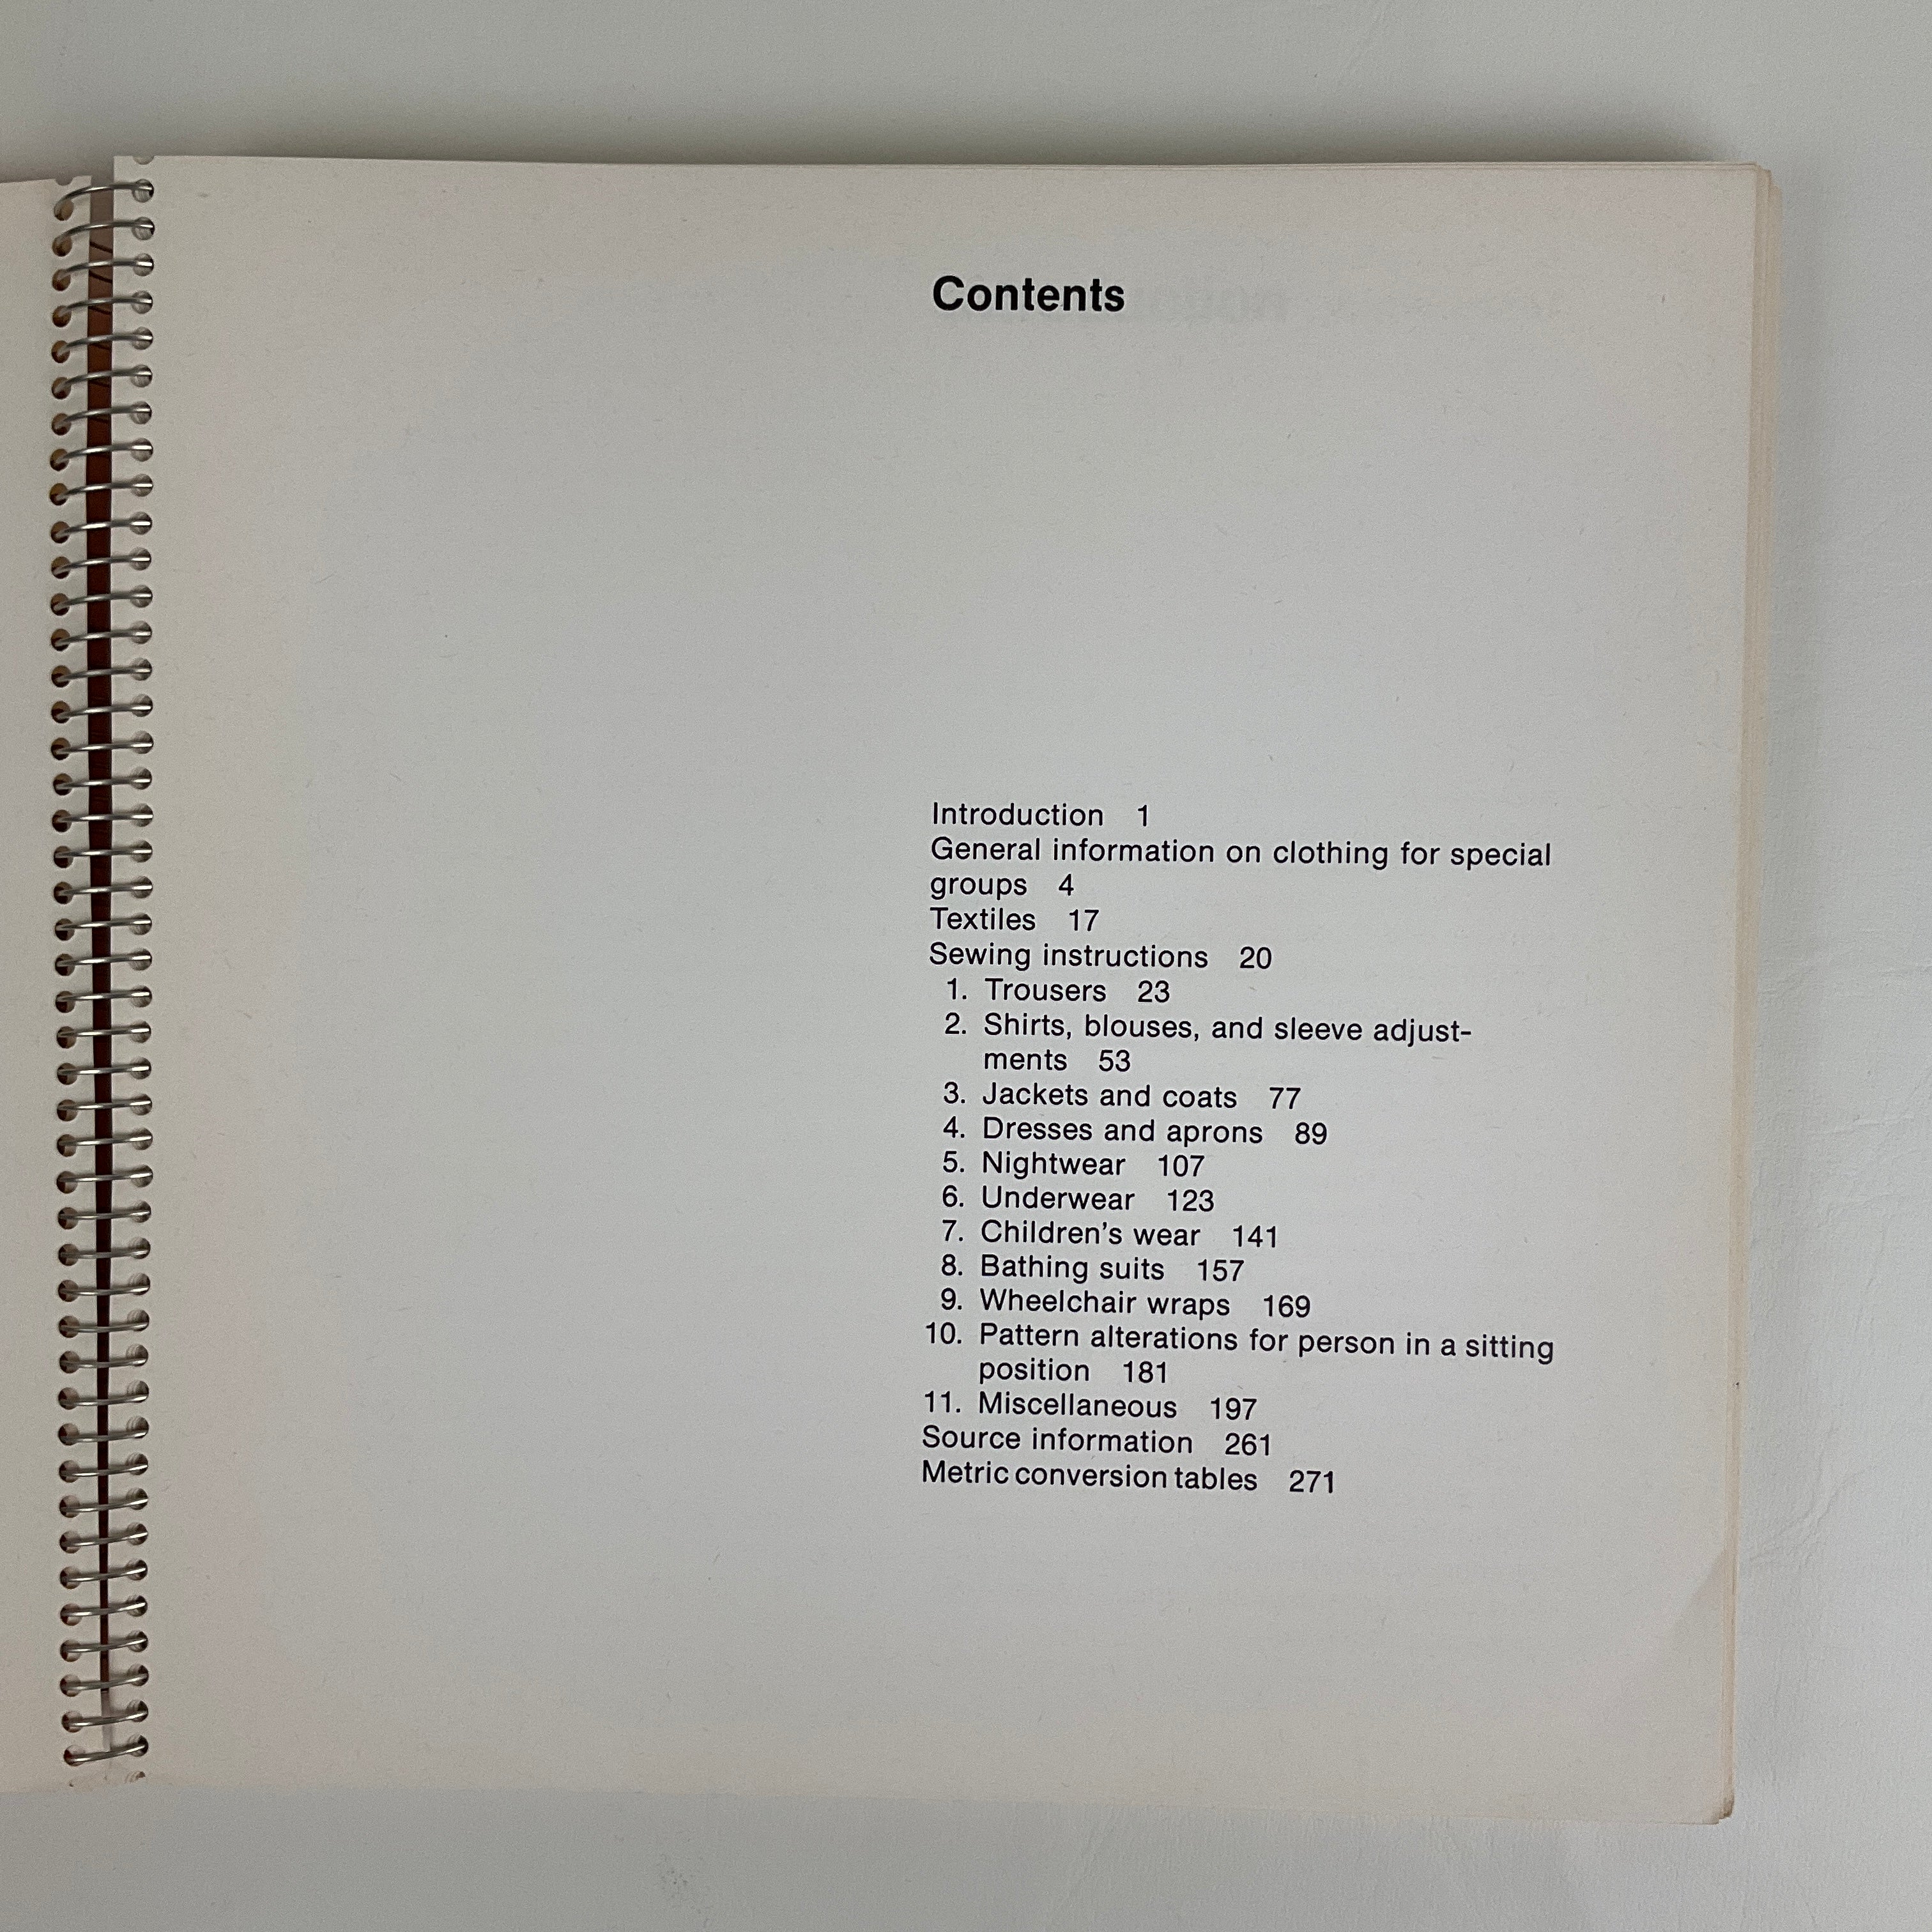 Contents
Introduction 1
General information on clothing for special
groups 4
Textiles 17
Sewing instructions 20
1. Trousers 23
2. Shirts, blouses, and sleeve adjust-
ments 53
3. Jackets and coats 77
4. Dresses and aprons 89
5. Nightwear 107
6. Underwear 123
7. Children's wear 141
8. Bathing suits 157
9. Wheelchair wraps 169
10. Pattern alterations for person in a sitting
position 181
11. Miscellaneous 197
Source information 261
Metric conversion tables 271